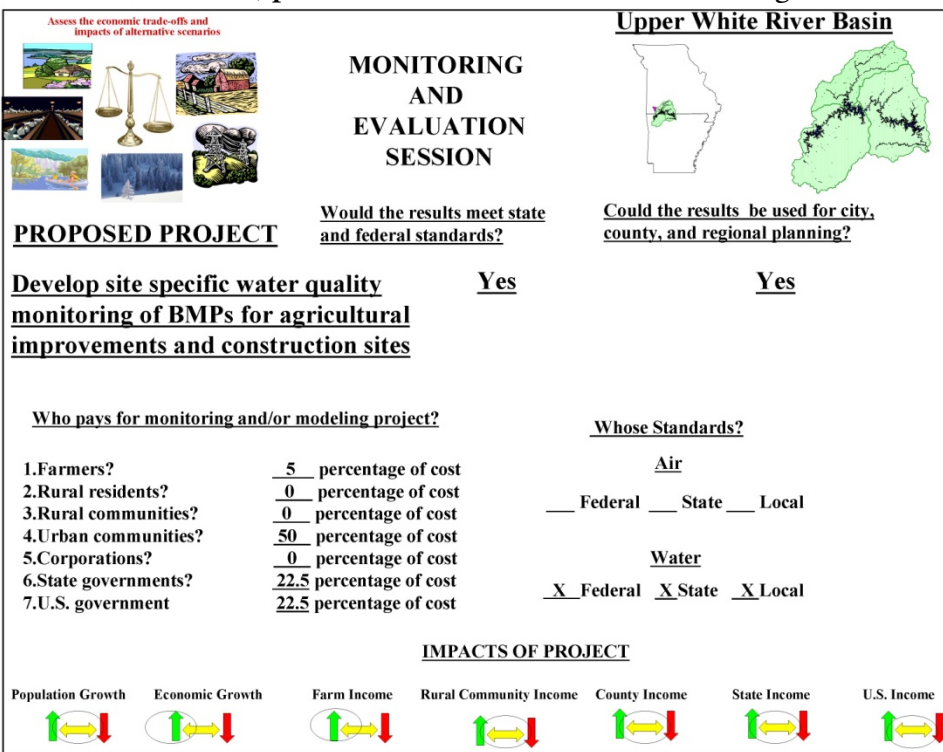 Assess the economic trade-offs and
impacts of alternative scenarios
MONITORING
AND
EVALUATION
SESSION
Upper White River Basin
PROPOSED PROJECT
Would the results meet state
and federal standards?
Could the results be used for city,
county, and regional planning?
Develop site specific water quality
monitoring of BMPs for agricultural
improvements and construction sites
Yes
Yes
Who pays for monitoring and/or modeling project?
1.Farmers? 5 percentage of cost
2.Rural residents? 0 percentage of cost
3.Rural communities? 0 percentage of cost
4.Urban communities? 50 percentage of cost
5.Corporations? 0 percentage of cost
6.State governments? 22.5 percentage of cost
7.U.S. government 22.5 percentage of cost
Whose Standards?
Air
___ Federal ___ State ___ Local
Water
X Federal X State X Local
IMPACTS OF PROJECT
Population Growth Economic Growth Farm Income Rural Community Income County Income State Income U.S. Income